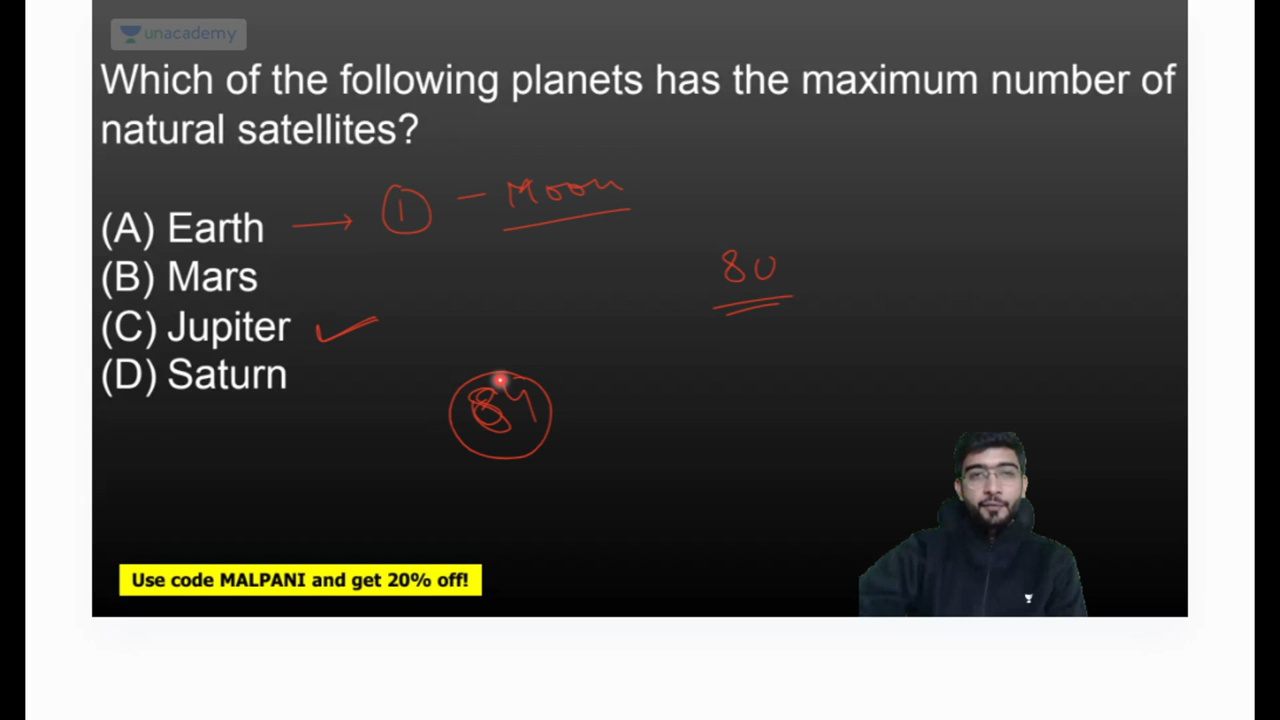 unacademy
Which of the following planets has the maximum number of
natural satellites?
(A) Earth → 1 – Moon
80
(B) Mars
(C) Jupiter ✓
(D) Saturn
84
Use code MALPANI and get 20% off!